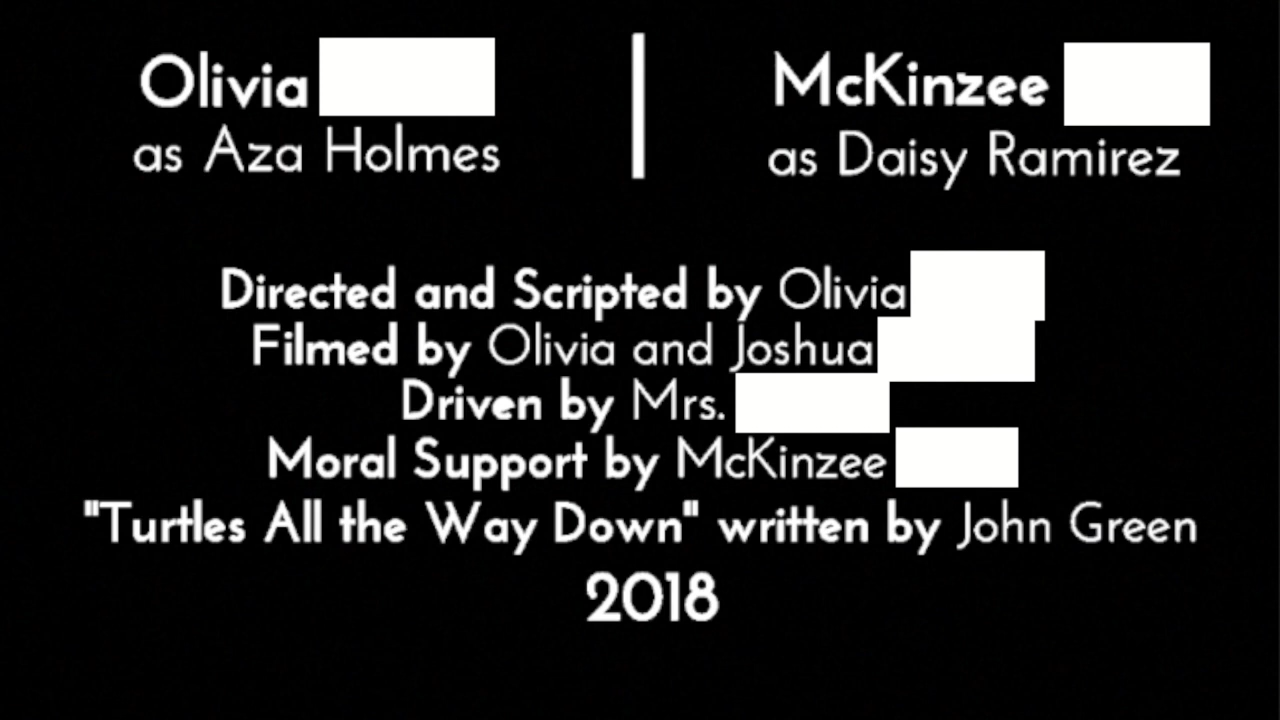 Olivia
as Aza Holmes
McKinzee
as Daisy Ramirez
Directed and Scripted by Olivia
Filmed by Olivia and Joshua
Driven by Mrs.
Moral Support by McKinzee
"Turtles All the Way Down" written by John Green
2018